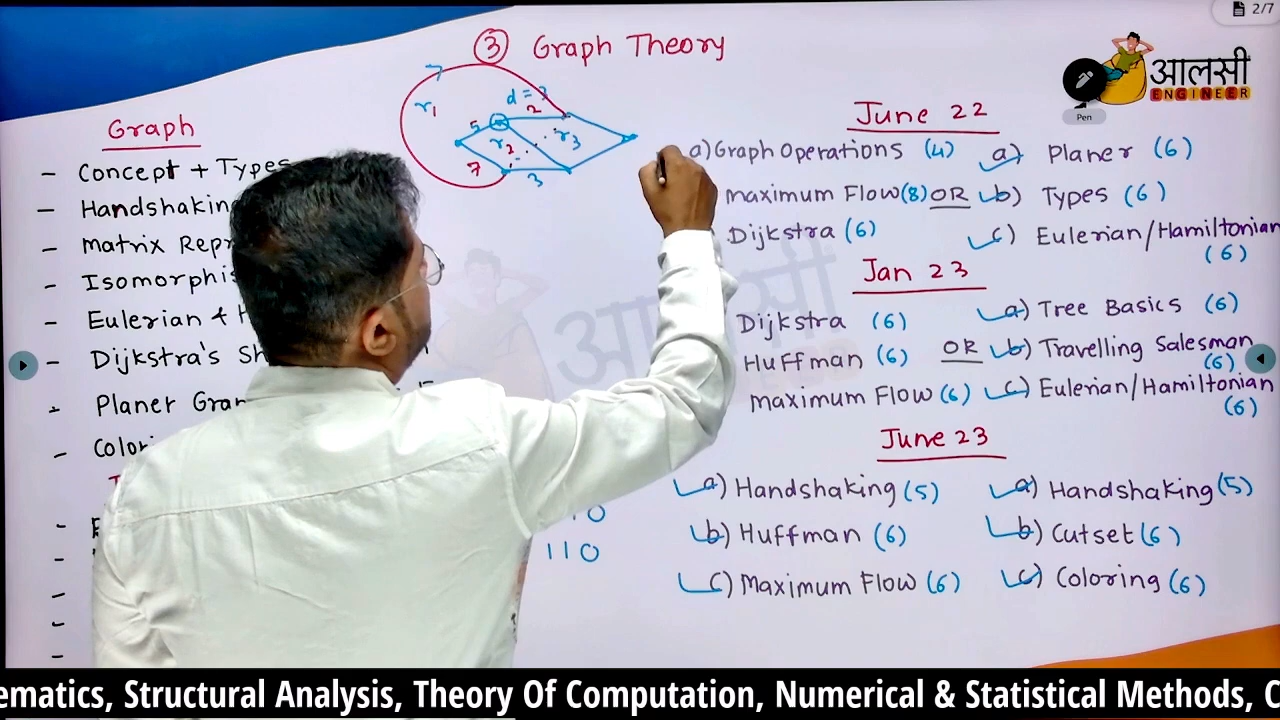 2/7
③ Graph Theory
आलसी
ENGINEER
Pen
Graph
- Concept + Types
- Handshakin
- Matrix Repr
- Isomorphis
- Eulerian & H
- Dijkstra's Sh
- Planer Gran
- Colori
r1
d = ?
5
2
r2
r3
7
3
10
110
June 22
a) Graph Operations (4)
Maximum Flow (8) OR
Dijkstra (6)
a) Planer (6)
b) Types (6)
c) Eulerian/Hamiltonian (6)
Jan 23
Dijkstra (6)
Huffman (6) OR
Maximum Flow (6)
a) Tree Basics (6)
b) Travelling Salesman (6)
c) Eulerian/Hamiltonian (6)
June 23
a) Handshaking (5)
b) Huffman (6)
c) Maximum Flow (6)
a) Handshaking (5)
b) Cutset (6)
c) Coloring (6)
आलसी
ematics, Structural Analysis, Theory Of Computation, Numerical & Statistical Methods, C